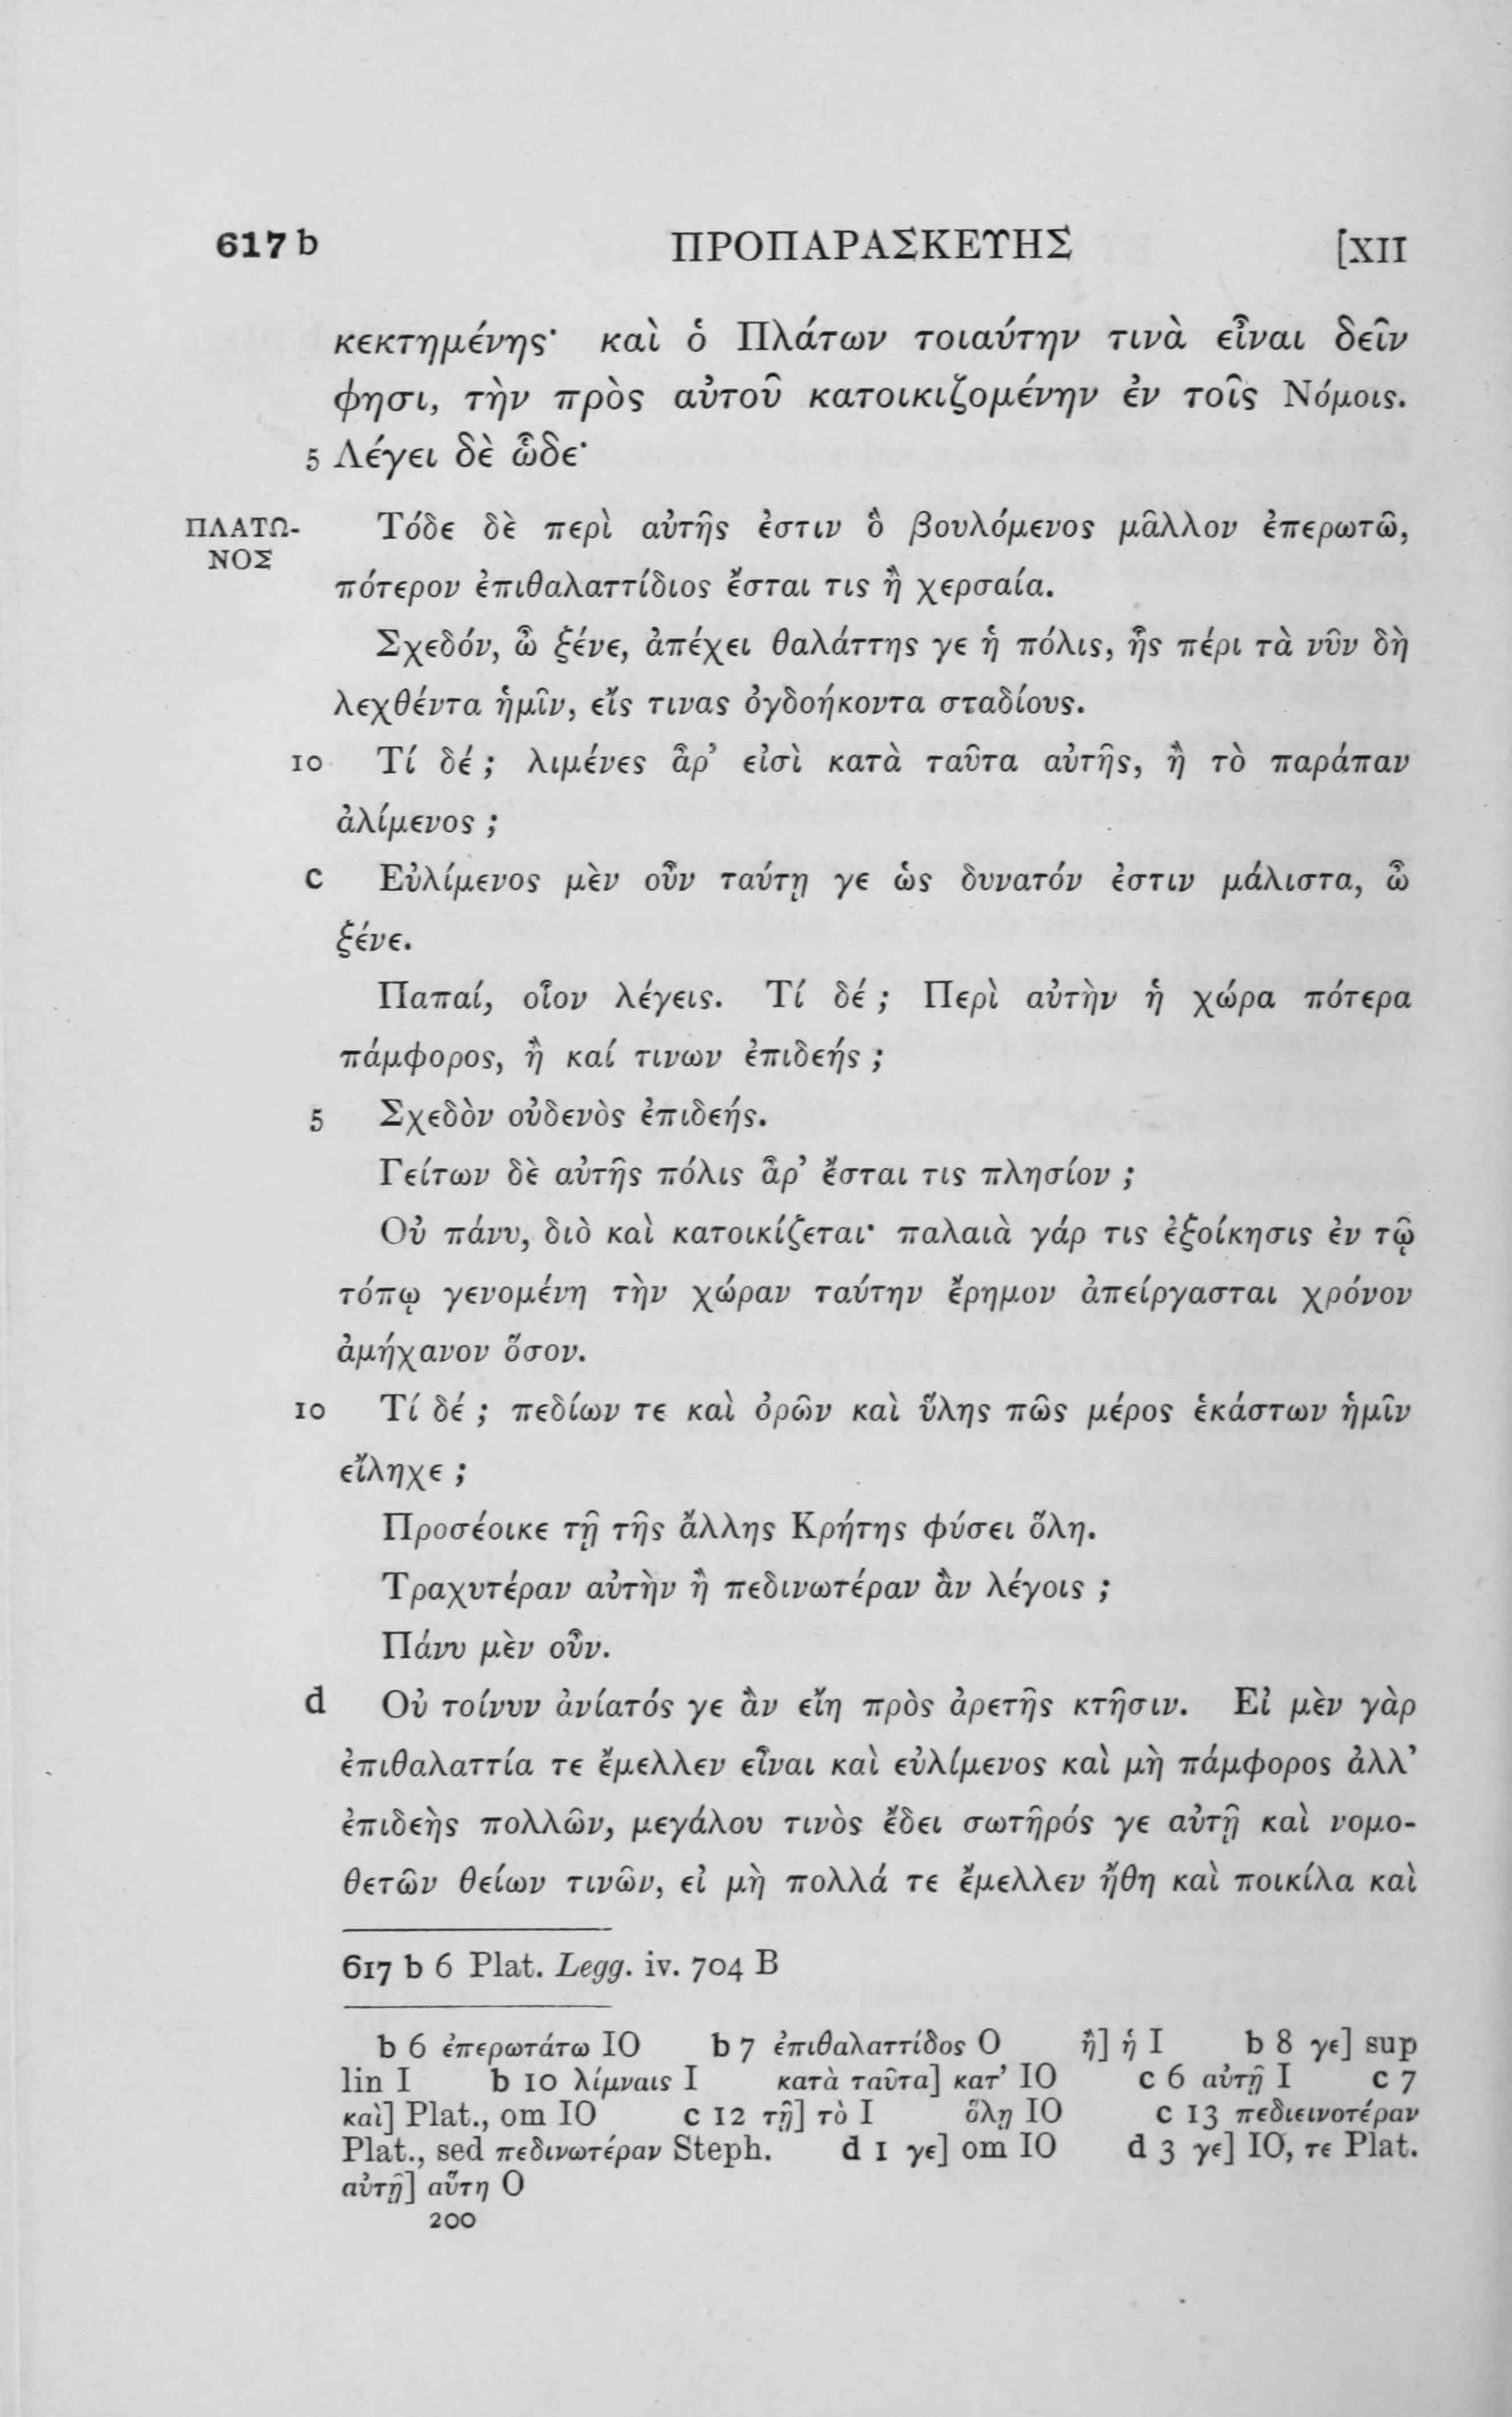 617 b ΠΡΟΠΑΡΑΣΚΕΥΗΣ [XII
κεκτημένης· καὶ ὁ Πλάτων τοιαύτην τινὰ εἶναι δεῖν
φησι, τὴν πρὸς αὐτοῦ κατοικιζομένην ἐν τοῖς Νόμοις.
5 Λέγει δὲ ὧδε·
ΠΛΑΤΩ- Τόδε δὲ περὶ αὐτῆς ἐστιν ὃ βουλόμενος μᾶλλον ἐπερωτῶ,
ΝΟΣ
πότερον ἐπιθαλαττίδιος ἔσται τις ἢ χερσαία.
Σχεδόν, ὦ ξένε, ἀπέχει θαλάττης γε ἡ πόλις, ἧς πέρι τὰ νῦν δὴ
λεχθέντα ἡμῖν, εἴς τινας ὀγδοήκοντα σταδίους.
10 Τί δέ ; λιμένες ἆρ’ εἰσὶ κατὰ ταῦτα αὐτῆς, ἢ τὸ παράπαν
ἀλίμενος ;
c Εὐλίμενος μὲν οὖν ταύτῃ γε ὡς δυνατόν ἐστιν μάλιστα, ὦ
ξένε.
Παπαί, οἷον λέγεις. Τί δέ ; Περὶ αὐτὴν ἡ χώρα πότερα
πάμφορος, ἢ καί τινων ἐπιδεής ;
5 Σχεδὸν οὐδενὸς ἐπιδεής.
Γείτων δὲ αὐτῆς πόλις ἆρ’ ἔσται τις πλησίον ;
Οὐ πάνυ, διὸ καὶ κατοικίζεται· παλαιὰ γάρ τις ἐξοίκησις ἐν τῷ
τόπῳ γενομένη τὴν χώραν ταύτην ἔρημον ἀπείργασται χρόνον
ἀμήχανον ὅσον.
10 Τί δέ ; πεδίων τε καὶ ὀρῶν καὶ ὕλης πῶς μέρος ἑκάστων ἡμῖν
εἴληχε ;
Προσέοικε τῇ τῆς ἄλλης Κρήτης φύσει ὅλη.
Τραχυτέραν αὐτὴν ἢ πεδινωτέραν ἂν λέγοις ;
Πάνυ μὲν οὖν.
d Οὐ τοίνυν ἀνίατός γε ἂν εἴη πρὸς ἀρετῆς κτῆσιν. Εἰ μὲν γὰρ
ἐπιθαλαττία τε ἔμελλεν εἶναι καὶ εὐλίμενος καὶ μὴ πάμφορος ἀλλ’
ἐπιδεὴς πολλῶν, μεγάλου τινὸς ἔδει σωτῆρός γε αὐτῇ καὶ νομο-
θετῶν θείων τινῶν, εἰ μὴ πολλά τε ἔμελλεν ἤθη καὶ ποικίλα καὶ
617 b 6 Plat. Legg. iv. 704 B
b 6 ἐπερωτάτω IO b 7 ἐπιθαλαττίδος O ἢ] ἡ I b 8 γε] sup
lin I b 10 λίμναις I κατὰ ταῦτα] κατ’ IO c 6 αὐτῇ I c 7
καὶ] Plat., om IO c 12 τῇ] τὸ I ὅλῃ IO c 13 πεδιεινοτέραν
Plat., sed πεδινωτέραν Steph. d 1 γε] om IO d 3 γε] IO, τε Plat.
αὐτῇ] αὕτη O
200